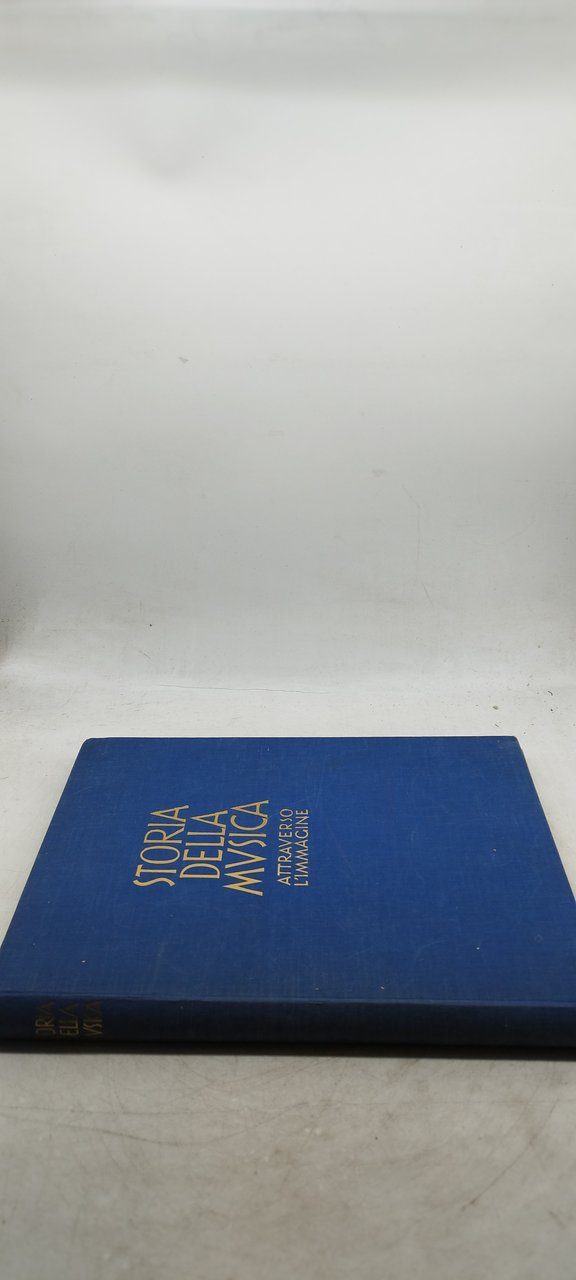 STORIA
DELLA
MVSICA
ATTRAVERSO
L'IMMAGINE